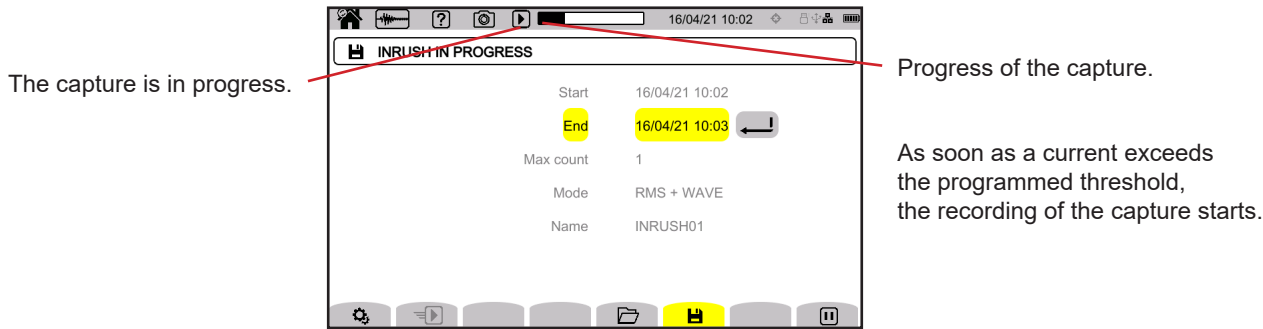 ?
16/04/21 10:02
INRUSH IN PROGRESS
The capture is in progress.
Progress of the capture.
Start 16/04/21 10:02
End 16/04/21 10:03
Max count 1
Mode RMS + WAVE
Name INRUSH01
As soon as a current exceeds
the programmed threshold,
the recording of the capture starts.